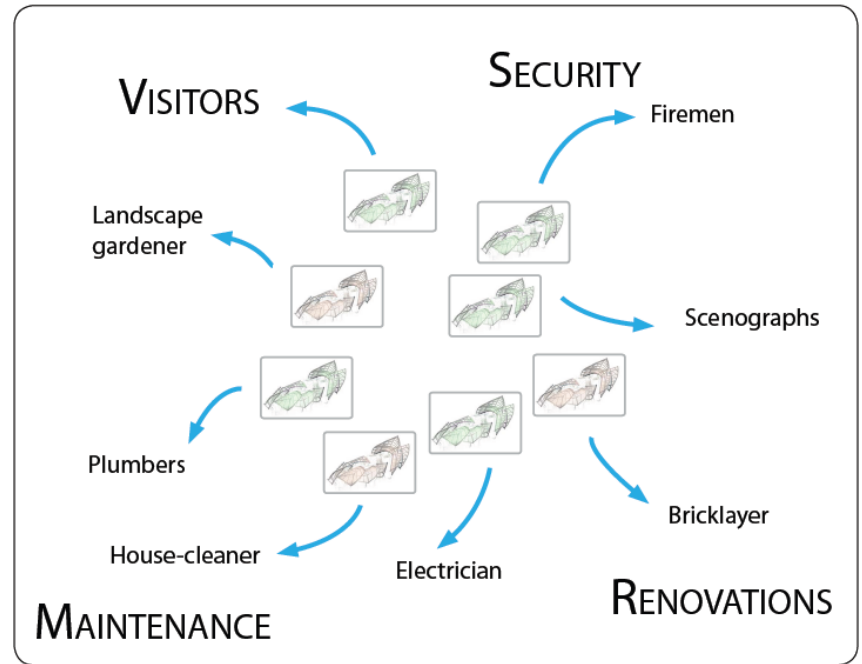 SECURITY
VISITORS
Firemen
Landscape
gardener
Scenographs
Plumbers
Bricklayer
House-cleaner
Electrician
RENOVATIONS
MAINTENANCE